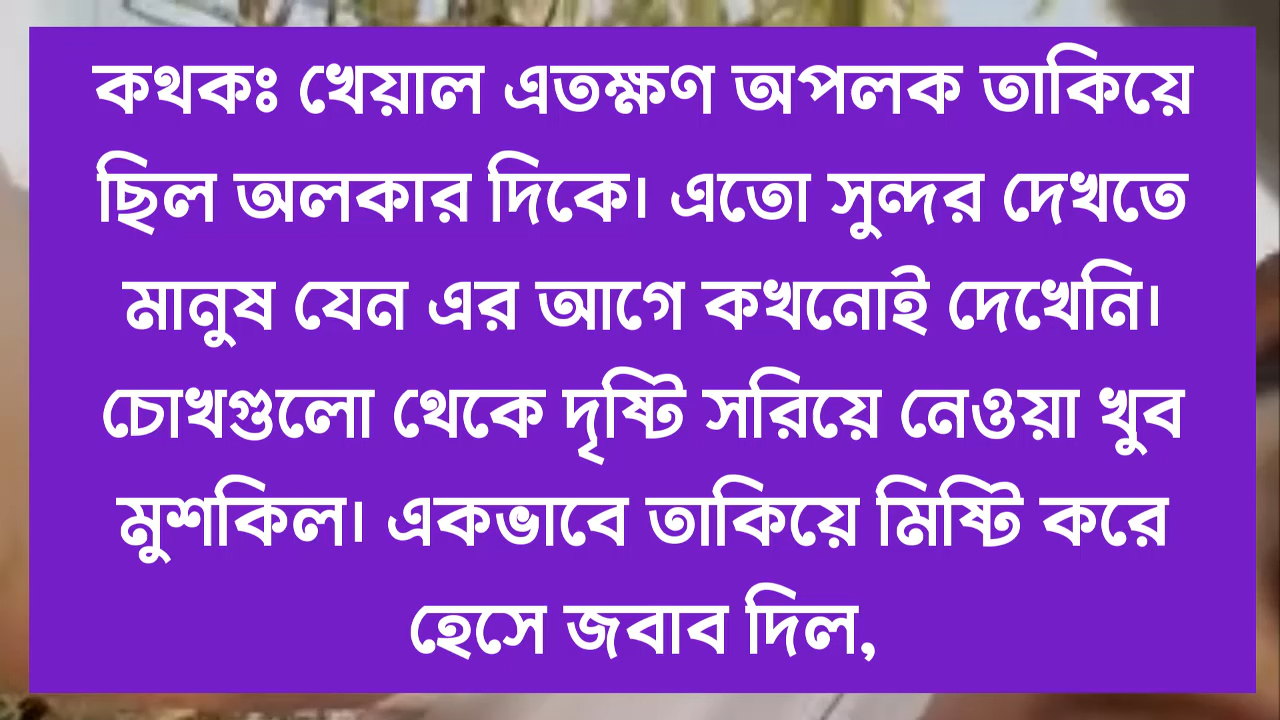 কথকঃ খেয়াল এতক্ষণ অপলক তাকিয়ে
ছিল অলকার দিকে। এতো সুন্দর দেখতে
মানুষ যেন এর আগে কখনোই দেখেনি।
চোখগুলো থেকে দৃষ্টি সরিয়ে নেওয়া খুব
মুশকিল। একভাবে তাকিয়ে মিষ্টি করে
হেসে জবাব দিল,